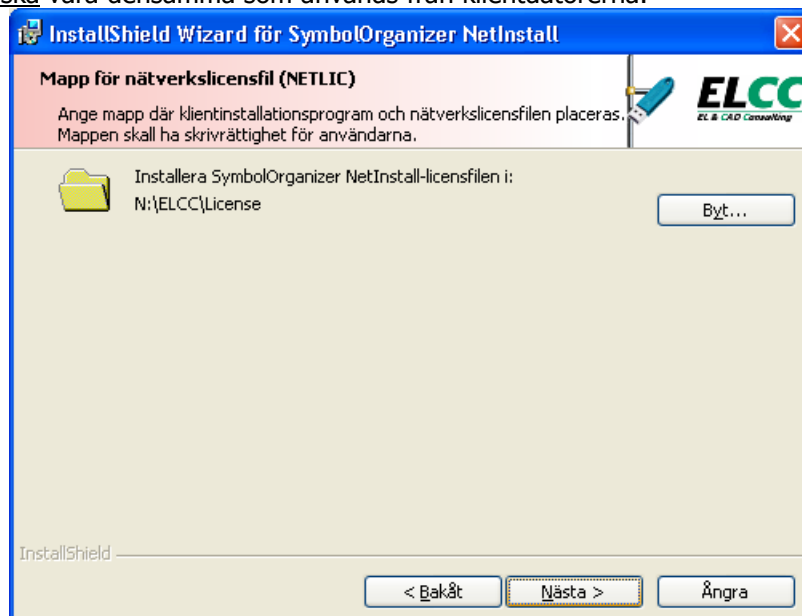 ska vara densamma som används från klientdatorerna.
InstallShield Wizard för SymbolOrganizer NetInstall
Mapp för nätverkslicensfil (NETLIC)
Ange mapp där klientinstallationsprogram och nätverkslicensfilen placeras.
Mappen skall ha skrivrättighet för användarna.
ELCC
EL & CAD Consulting
Installera SymbolOrganizer NetInstall-licensfilen i:
N:\ELCC\License
Byt...
InstallShield
< Bakåt
Nästa >
Ångra